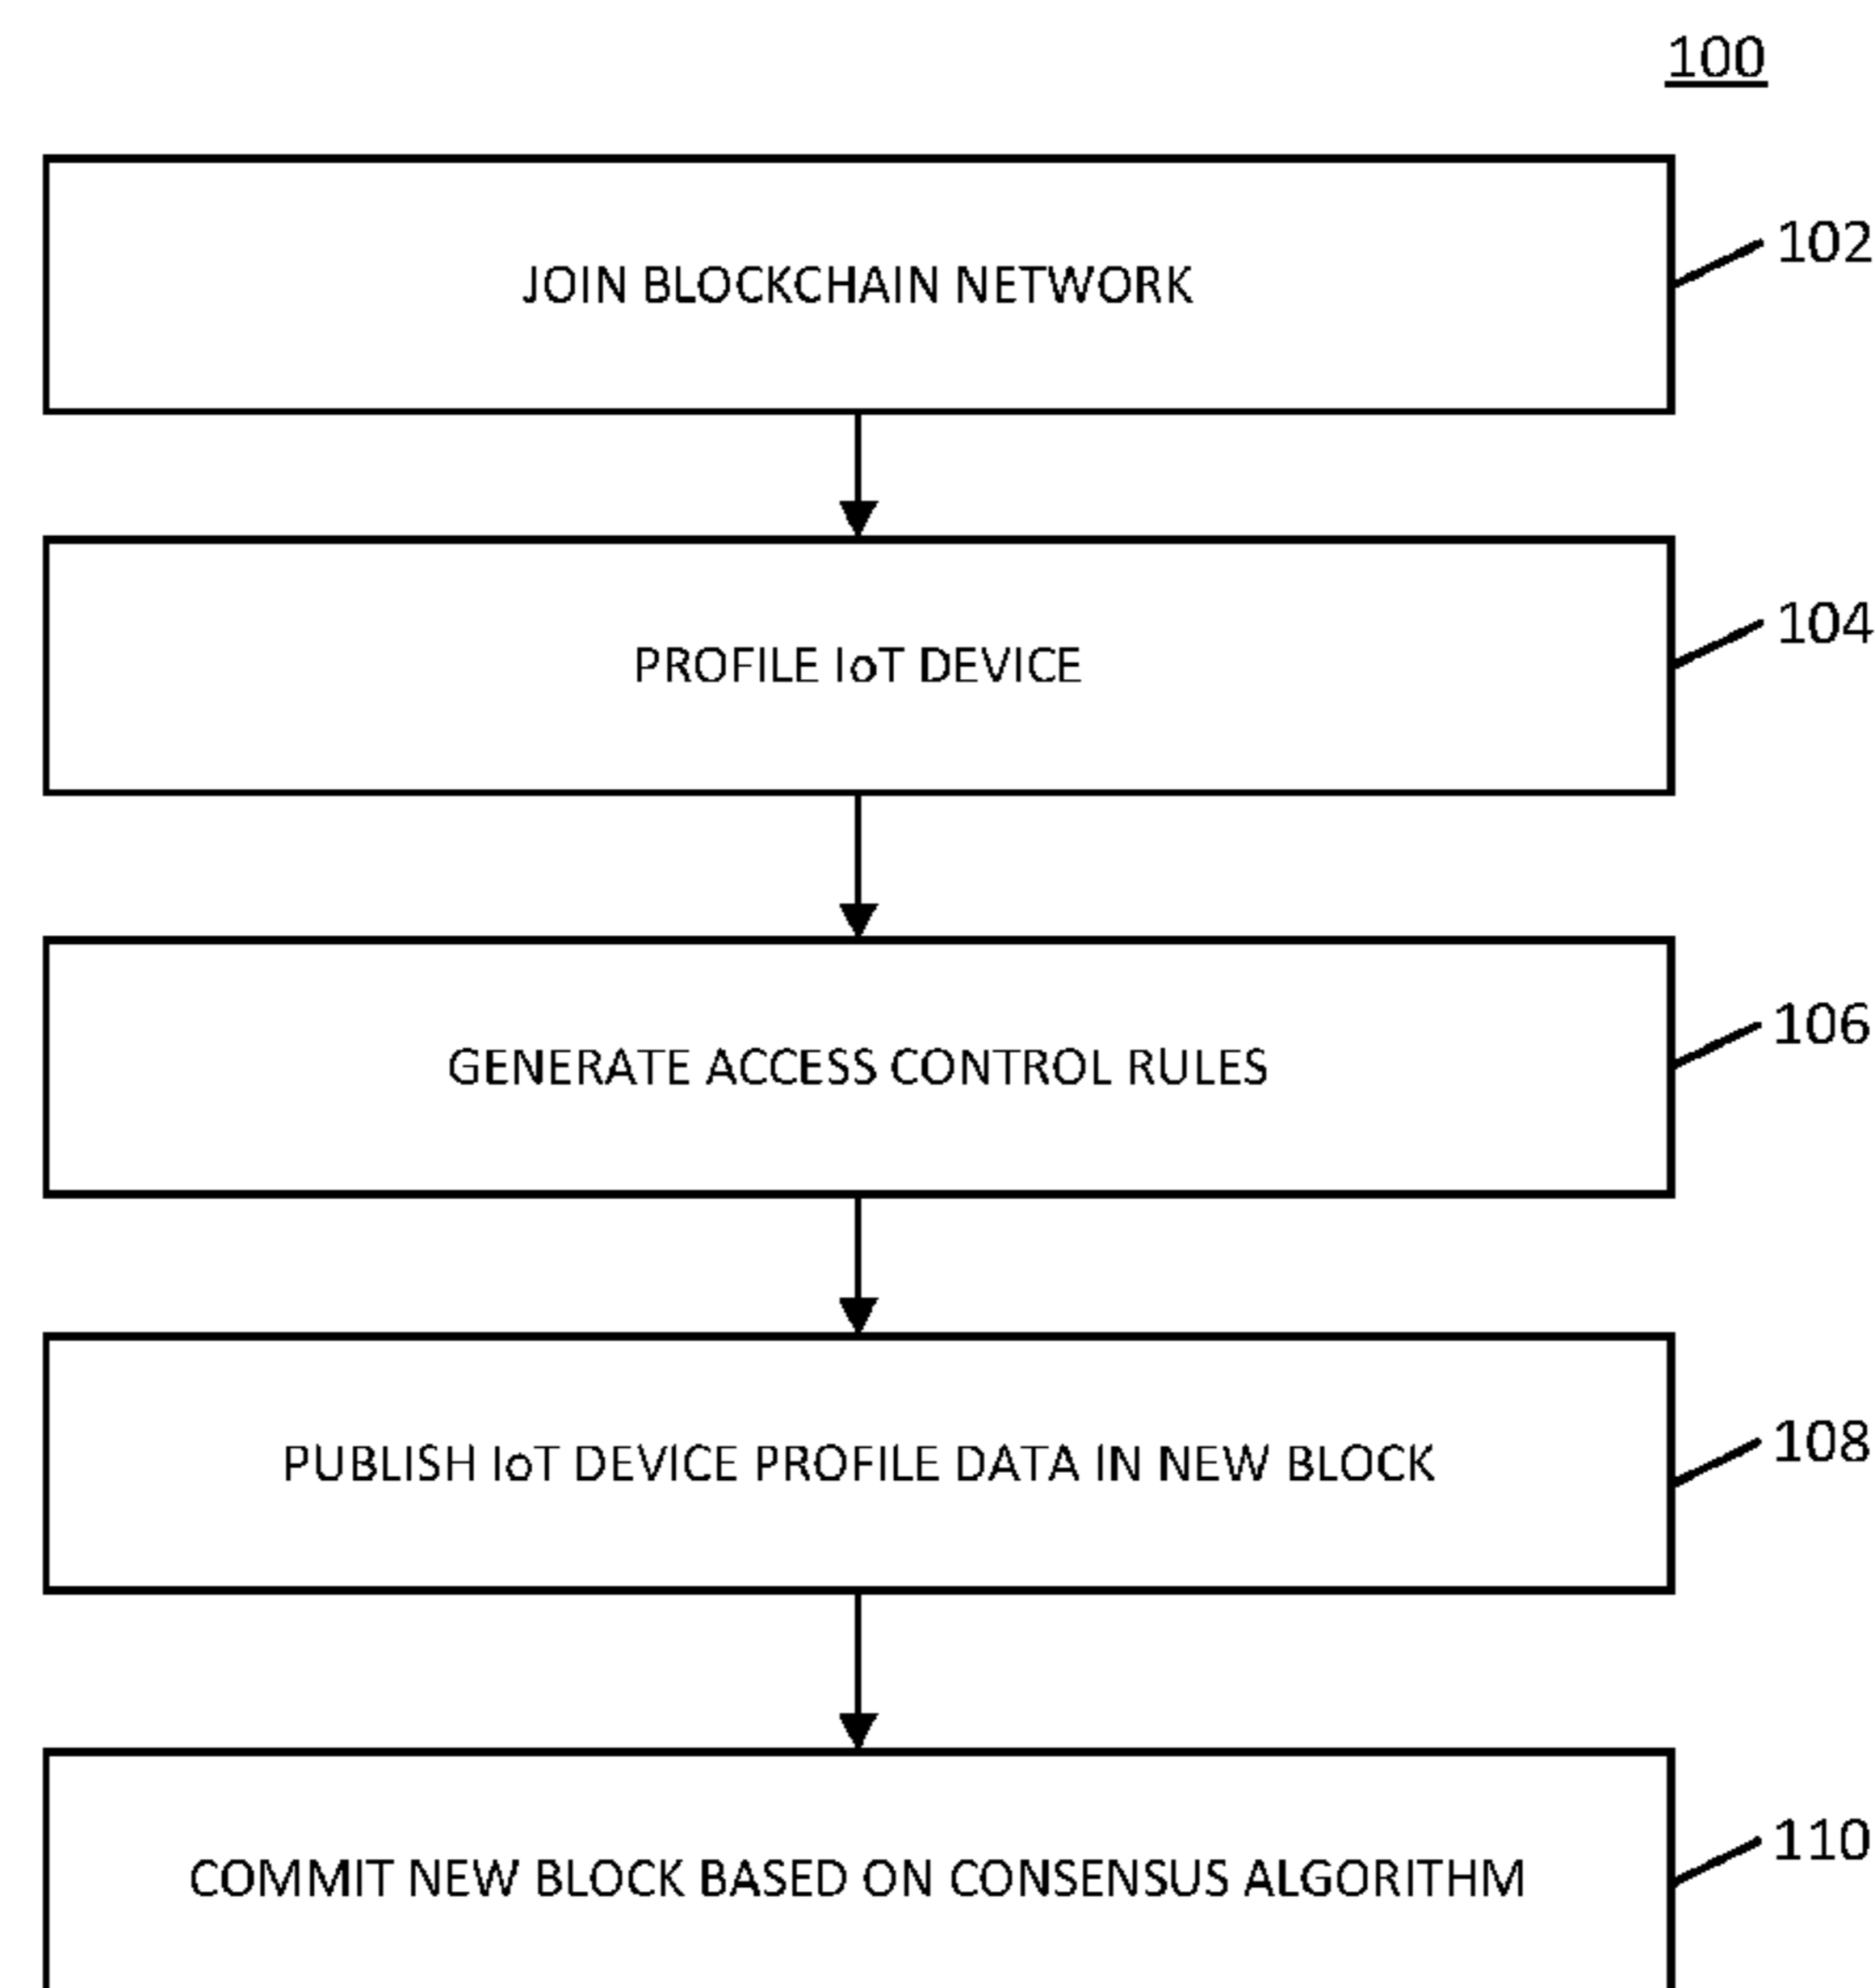 100
JOIN BLOCKCHAIN NETWORK
102
PROFILE IoT DEVICE
104
GENERATE ACCESS CONTROL RULES
106
PUBLISH IoT DEVICE PROFILE DATA IN NEW BLOCK
108
COMMIT NEW BLOCK BASED ON CONSENSUS ALGORITHM
110